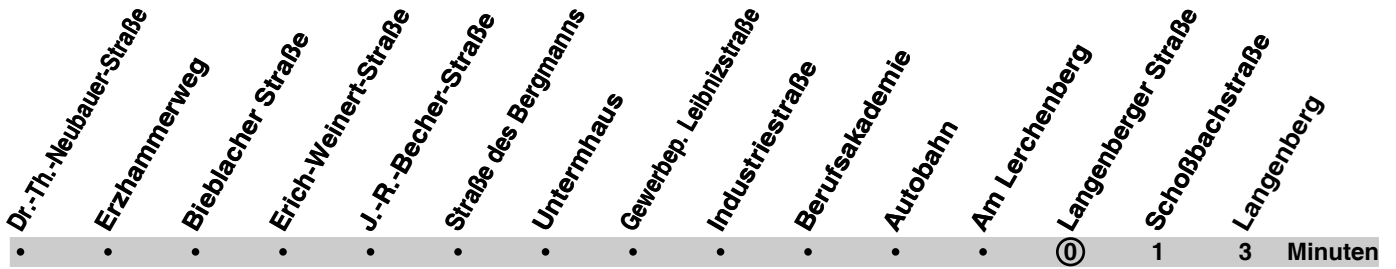 Dr.-Th.-Neubauer-Straße
Erzhammerweg
Bieblacher Straße
Erich-Weinert-Straße
J.-R.-Becher-Straße
Straße des Bergmanns
Untermhaus
Gewerbep. Leibnizstraße
Industriestraße
Berufsakademie
Autobahn
Am Lerchenberg
Langenberger Straße
Schoßbachstraße
Langenberg
• • • • • • • • • • • • 0 1 3 Minuten